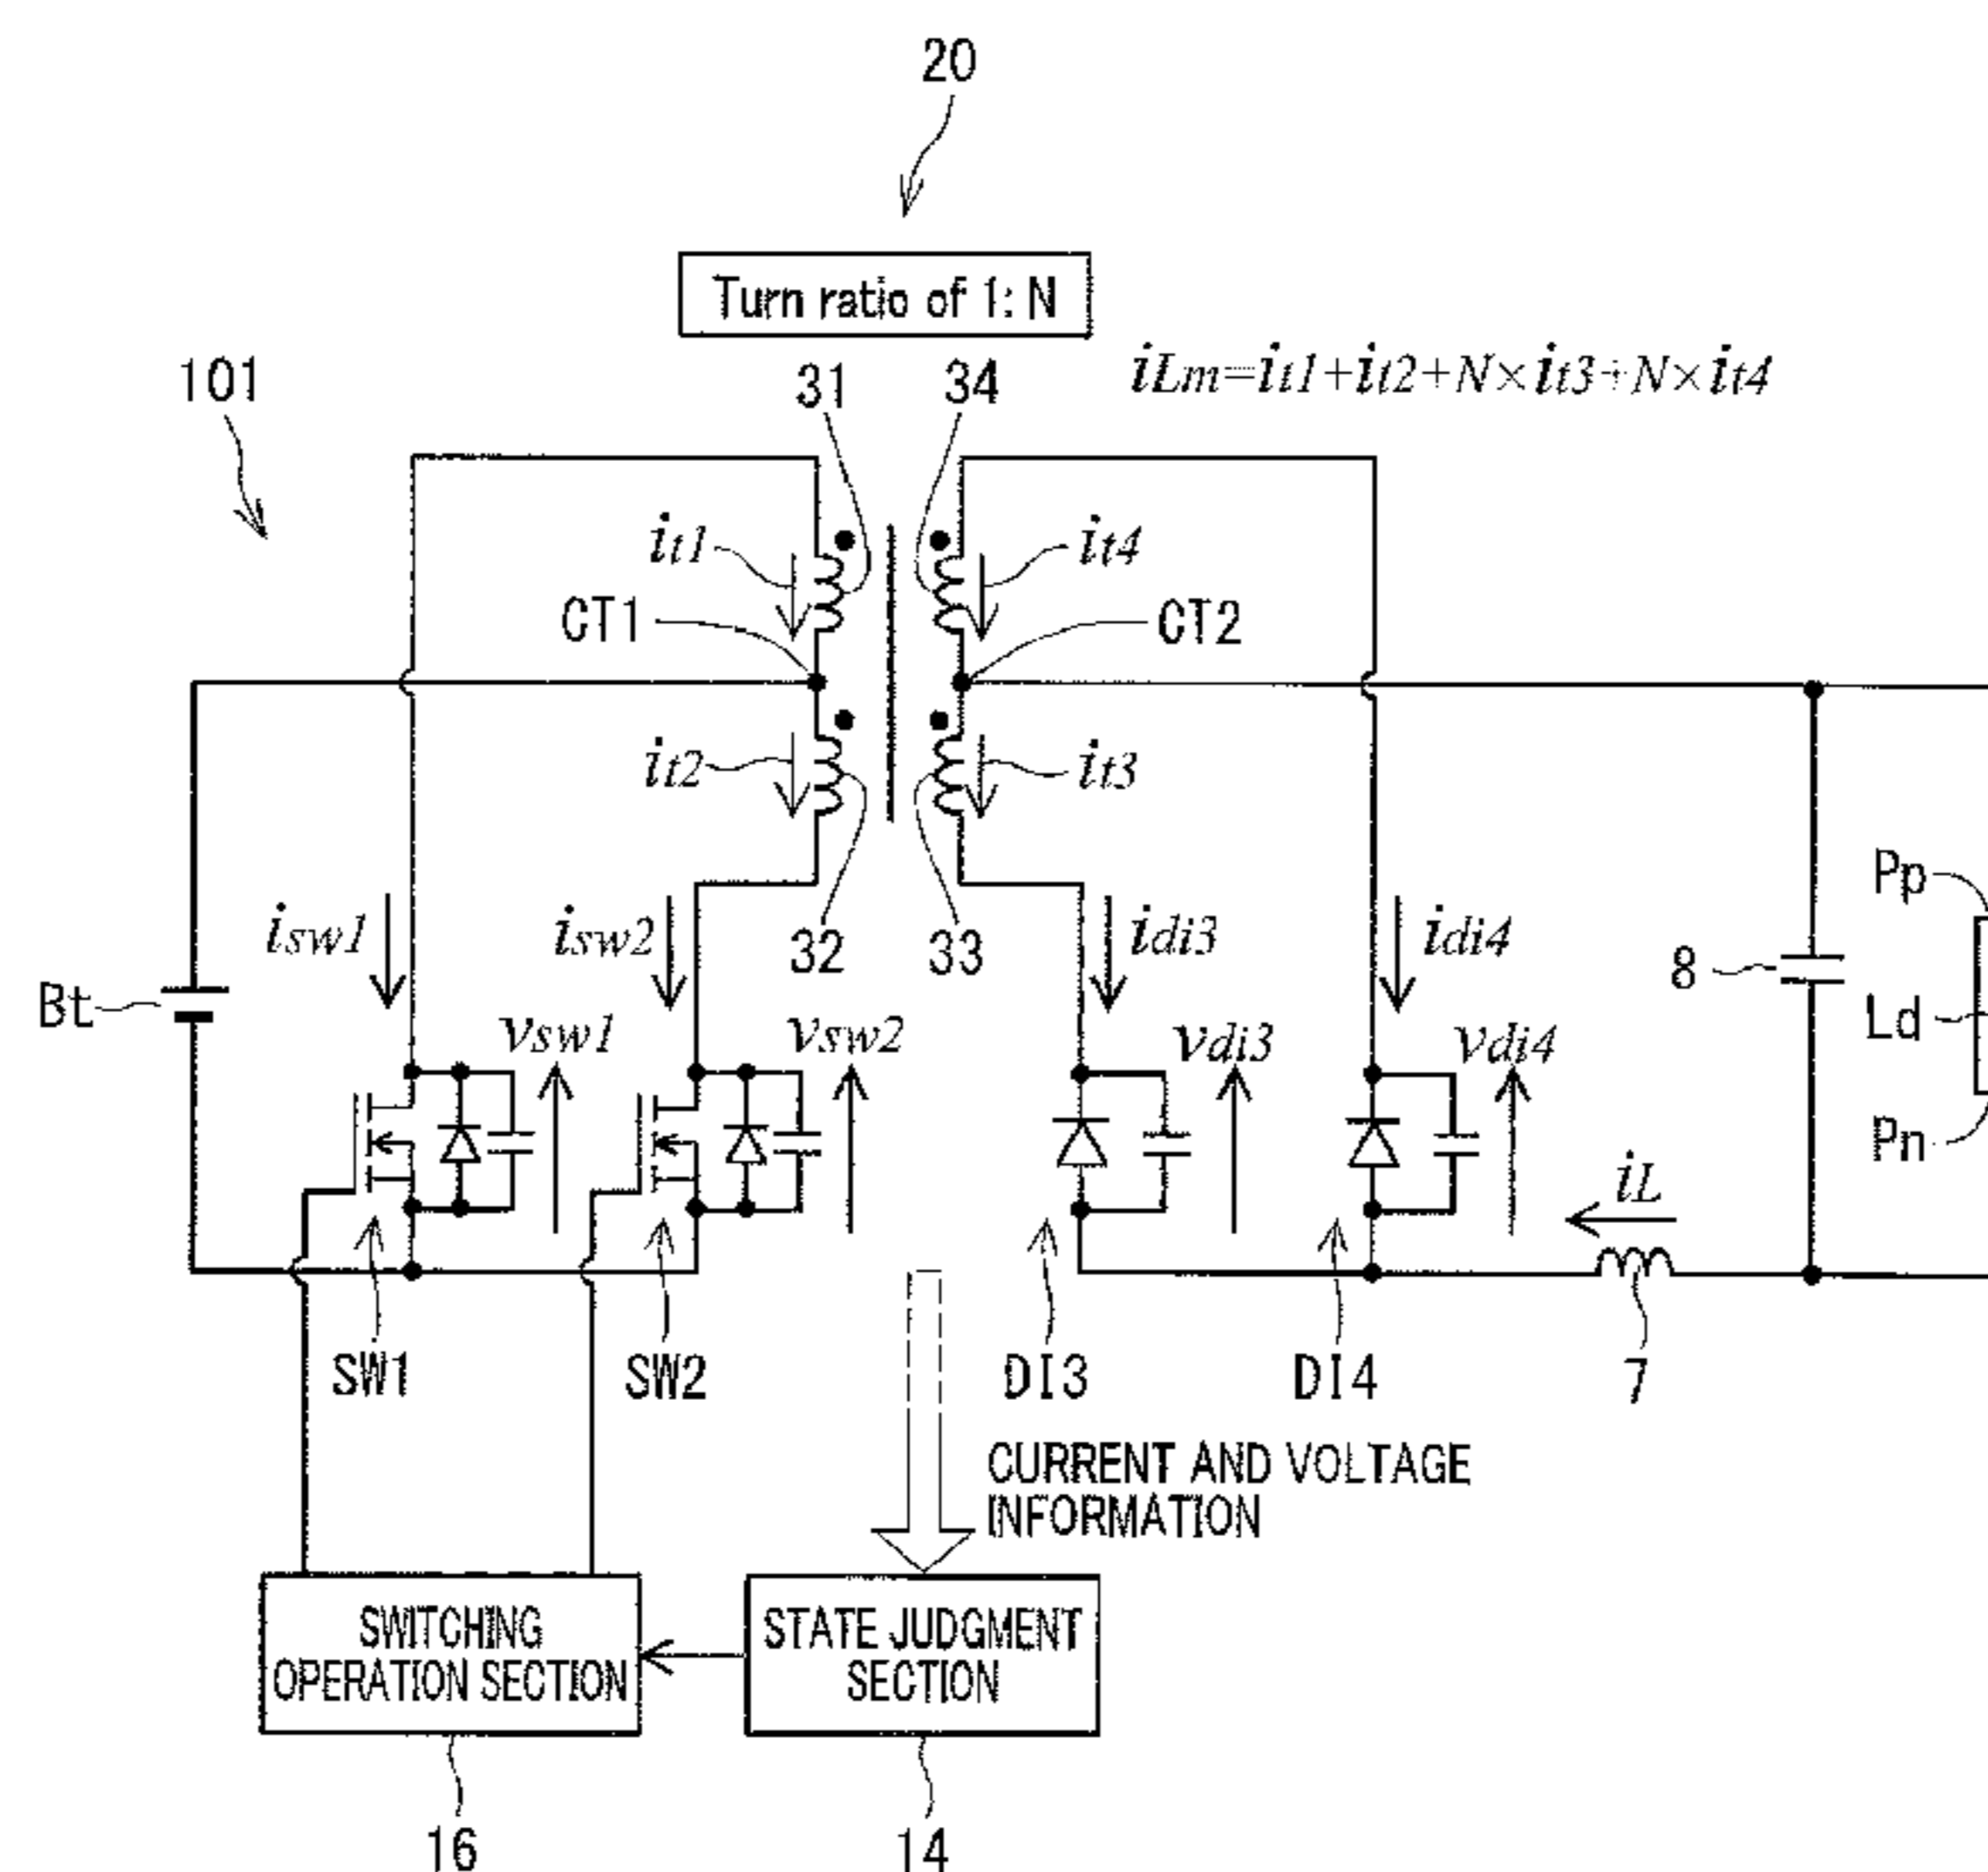 20
Turn ratio of 1: N
101
31
34
iLm=it1+it2+N×it3+N×it4
it1
it4
CT1
CT2
it2
it3
Pp
isw1
isw2
32
33
idi3
idi4
8
Bt
vsw1
vsw2
vdi3
vdi4
Ld
Pn
iL
SW1
SW2
DI3
DI4
7
CURRENT AND VOLTAGE
INFORMATION
SWITCHING
OPERATION SECTION
STATE JUDGMENT
SECTION
16
14